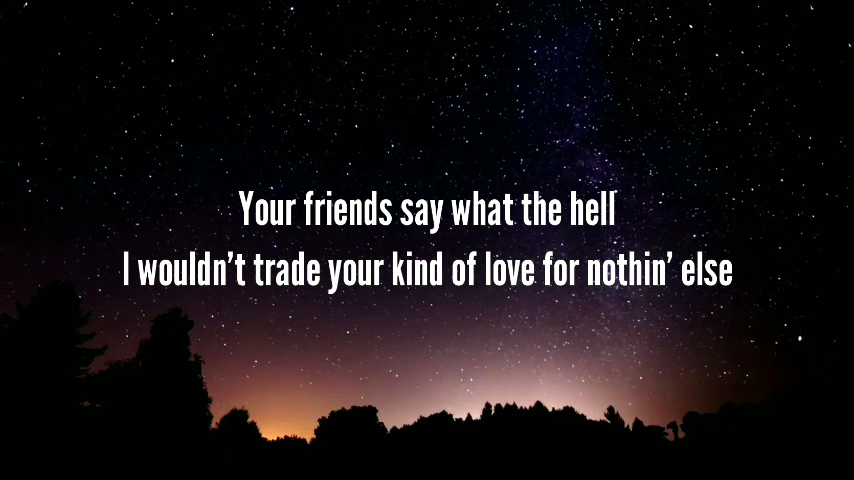 Your friends say what the hell
I wouldn’t trade your kind of love for nothin’ else